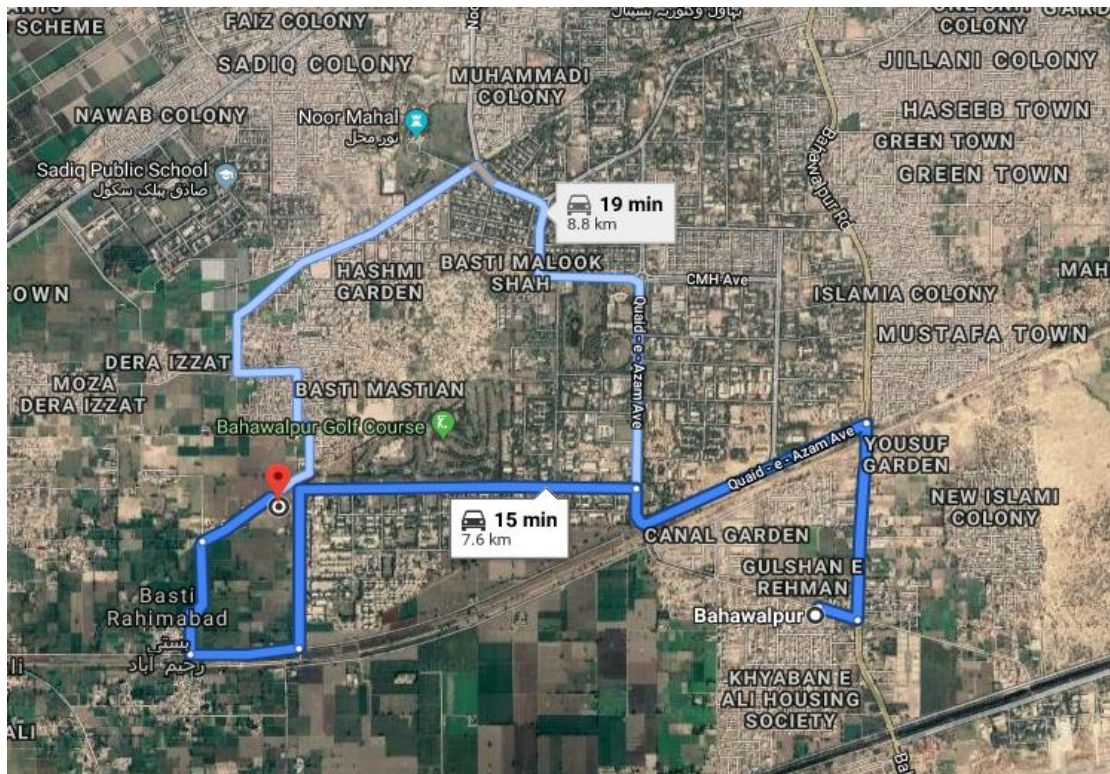 SCHEME
FAIZ COLONY
COLONY
SADIQ COLONY
JILLANI COLONY
MUHAMMADI
COLONY
HASEEB TOWN
NAWAB COLONY
Noor Mahal
نور محل
GREEN TOWN
GREEN TOWN
Sadiq Public School
صادق پبلک سکول
Bahawalpur Rd
19 min
8.8 km
HASHMI
GARDEN
BASTI MALOOK
SHAH
CMH Ave
OWN
ISLAMIA COLONY
MAH
Quaid - e - Azam Ave
MUSTAFA TOWN
DERA IZZAT
MOZA
DERA IZZAT
BASTI MASTIAN
Bahawalpur Golf Course
Quaid - e - Azam Ave
YOUSUF
GARDEN
15 min
7.6 km
NEW ISLAMI
COLONY
CANAL GARDEN
GULSHAN E
REHMAN
Basti
Rahimabad
بستی
رحیم آباد
Bahawalpur
KHYABAN E
ALI HOUSING
SOCIETY
ALI